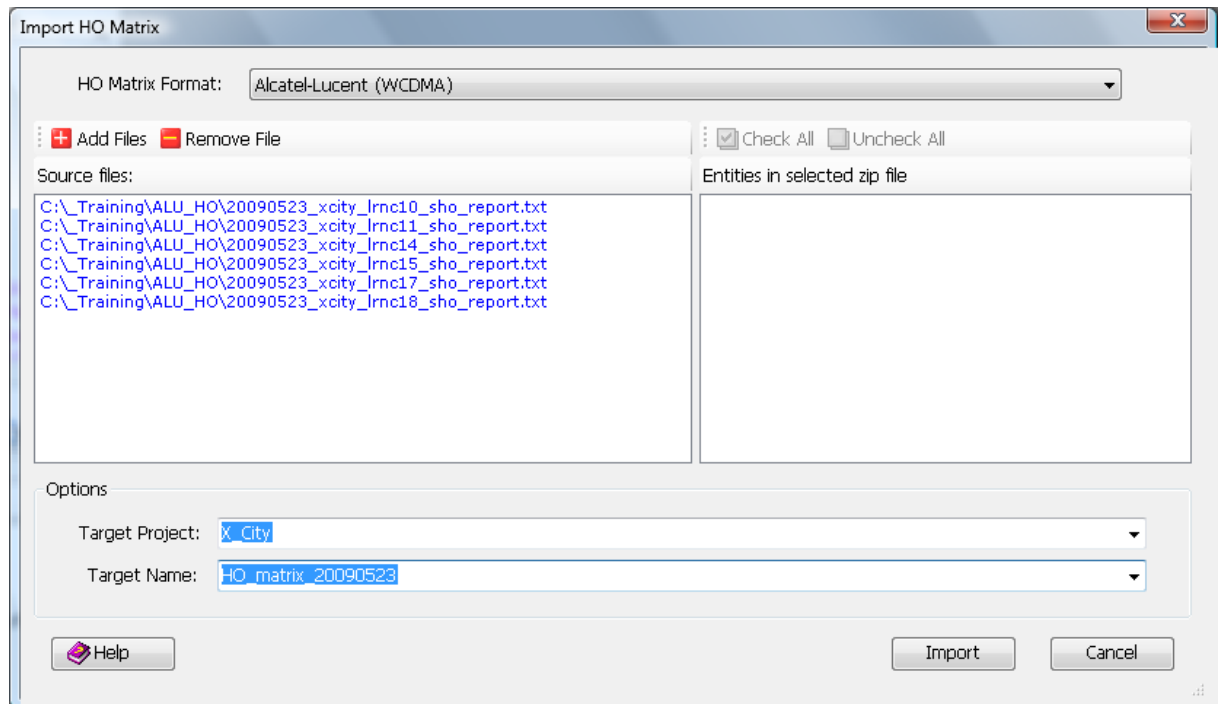 Import HO Matrix
HO Matrix Format: Alcatel-Lucent (WCDMA)
Add Files Remove File
Check All Uncheck All
Source files:
Entities in selected zip file
C:\_Training\ALU_HO\20090523_xcity_lrnc10_sho_report.txt
C:\_Training\ALU_HO\20090523_xcity_lrnc11_sho_report.txt
C:\_Training\ALU_HO\20090523_xcity_lrnc14_sho_report.txt
C:\_Training\ALU_HO\20090523_xcity_lrnc15_sho_report.txt
C:\_Training\ALU_HO\20090523_xcity_lrnc17_sho_report.txt
C:\_Training\ALU_HO\20090523_xcity_lrnc18_sho_report.txt
Options
Target Project: X_City
Target Name: HO_matrix_20090523
Help Import Cancel